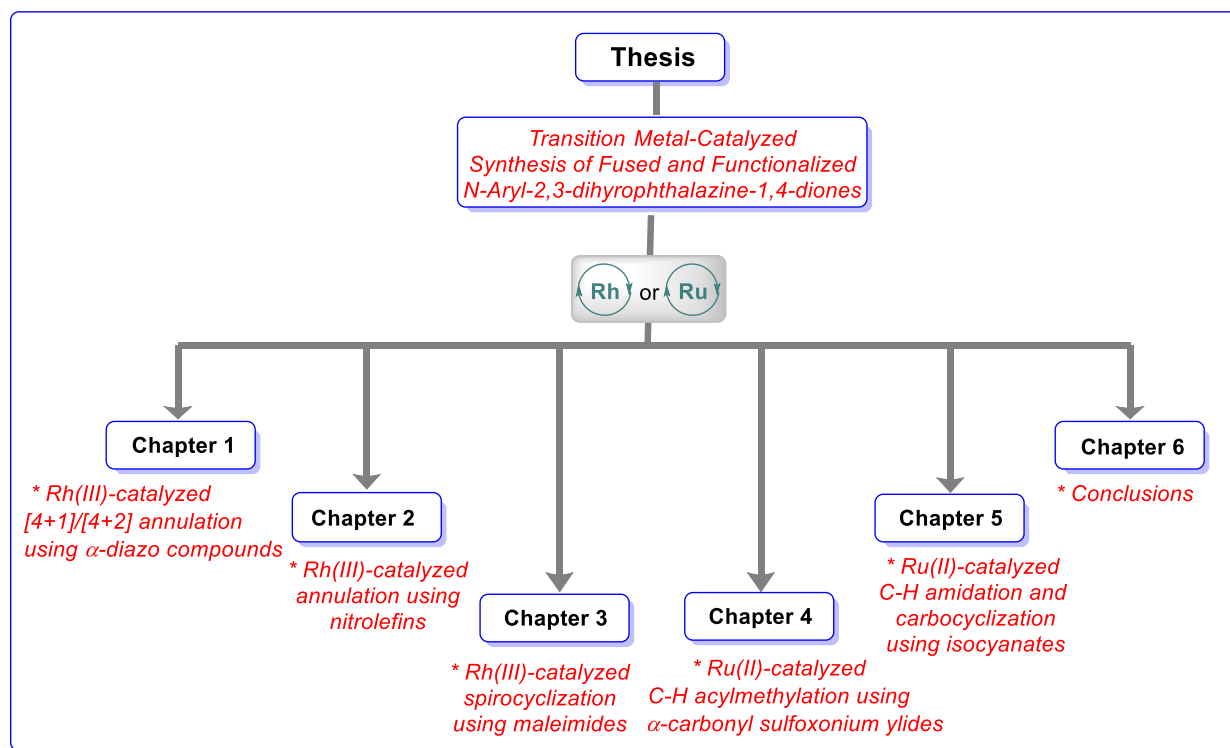 Thesis
Transition Metal-Catalyzed
Synthesis of Fused and Functionalized
N-Aryl-2,3-dihyrophthalazine-1,4-diones
Rh or Ru
Chapter 1
* Rh(III)-catalyzed
[4+1]/[4+2] annulation
using α-diazo compounds
Chapter 2
* Rh(III)-catalyzed
annulation using
nitrolefins
Chapter 3
* Rh(III)-catalyzed
spirocyclization
using maleimides
Chapter 4
* Ru(II)-catalyzed
C-H acylmethylation using
α-carbonyl sulfoxonium ylides
Chapter 5
* Ru(II)-catalyzed
C-H amidation and
carbocyclization
using isocyanates
Chapter 6
* Conclusions